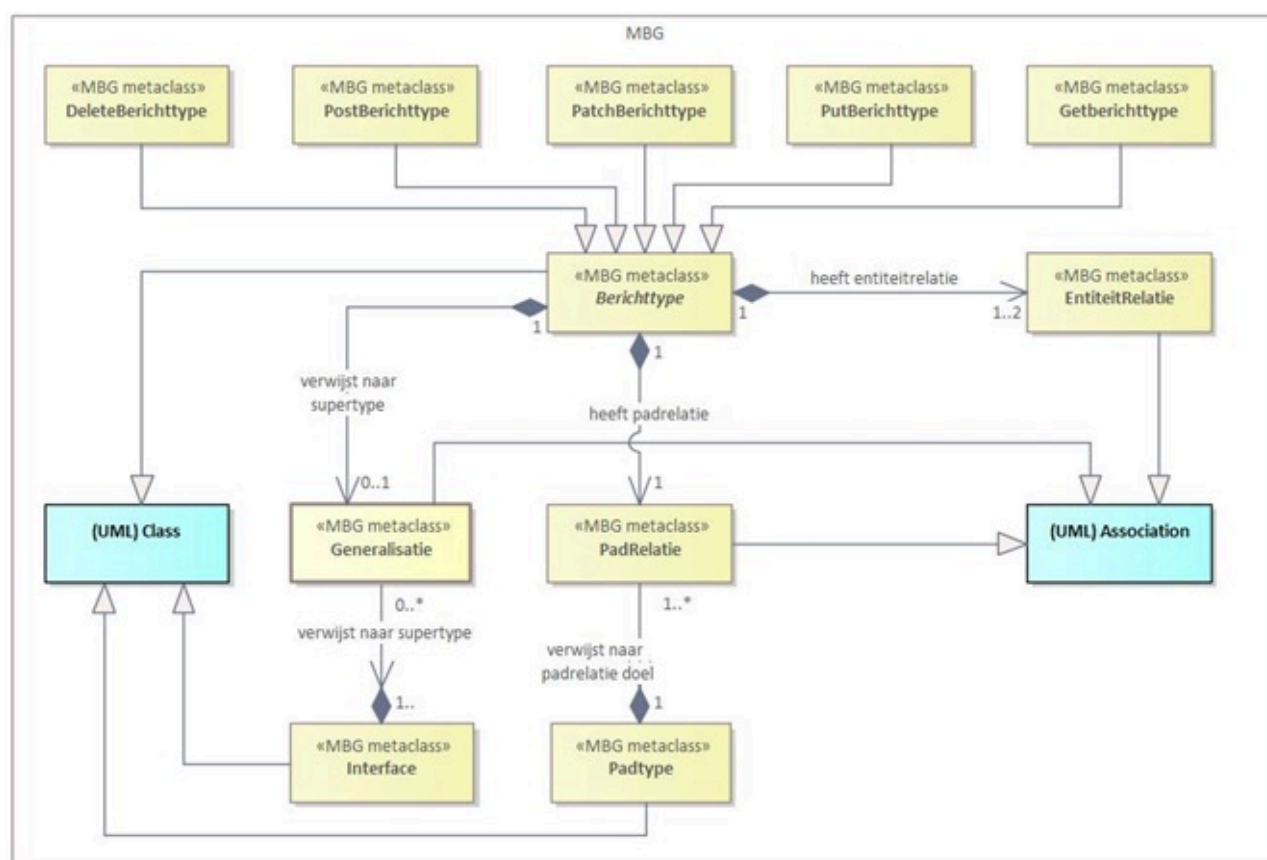 MBG
«MBG metaclass»
DeleteBerichttype
«MBG metaclass»
PostBerichttype
«MBG metaclass»
PatchBerichttype
«MBG metaclass»
PutBerichttype
«MBG metaclass»
Getberichttype
«MBG metaclass»
Berichttype
1
1
1
heeft entiteitrelatie
1..2
«MBG metaclass»
EntiteitRelatie
verwijst naar
supertype
0..1
heeft padrelatie
1
(UML) Class
«MBG metaclass»
Generalisatie
«MBG metaclass»
PadRelatie
(UML) Association
0..*
verwijst naar supertype
1..
1..*
verwijst naar
padrelatie doel
1
«MBG metaclass»
Interface
«MBG metaclass»
Padtype